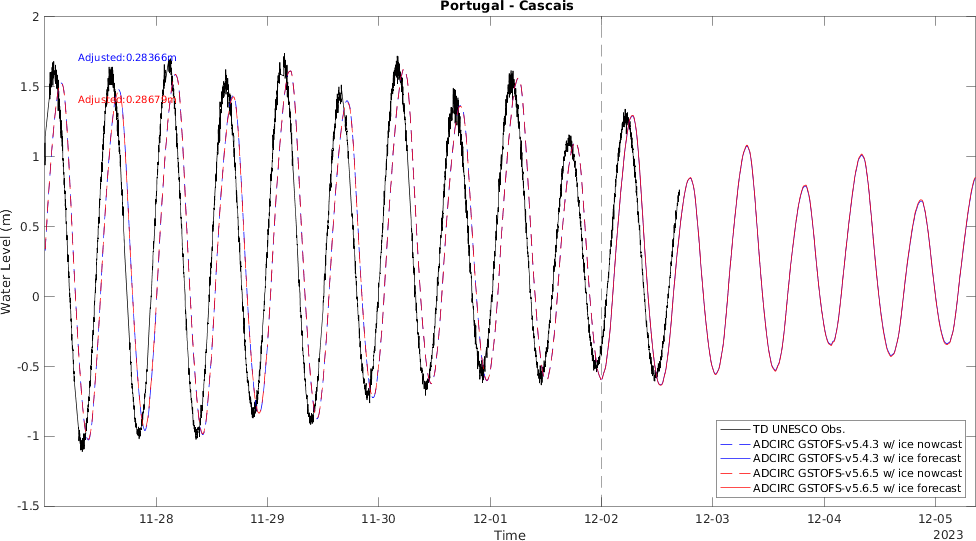 Portugal - Cascais
2
1.5
1
0.5
0
-0.5
-1
-1.5
Water Level (m)
Adjusted:0.28366m
Adjusted:0.28679m
TD UNESCO Obs.
ADCIRC GSTOFS-v5.4.3 w/ ice nowcast
ADCIRC GSTOFS-v5.4.3 w/ ice forecast
ADCIRC GSTOFS-v5.6.5 w/ ice nowcast
ADCIRC GSTOFS-v5.6.5 w/ ice forecast
11-28 11-29 11-30 12-01 12-02 12-03 12-04 12-05
Time
2023